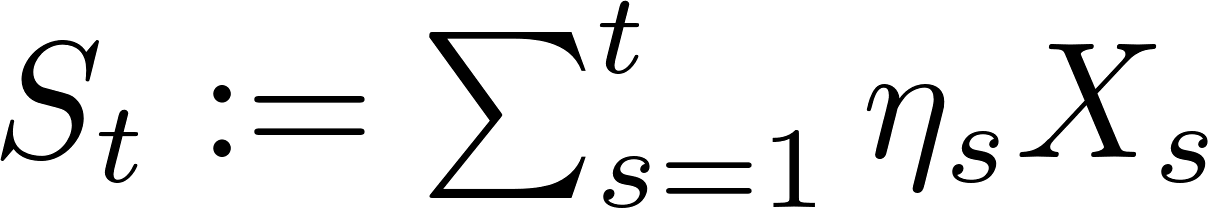 $S_t := \sum_{s=1}^{t} \eta_s X_s$